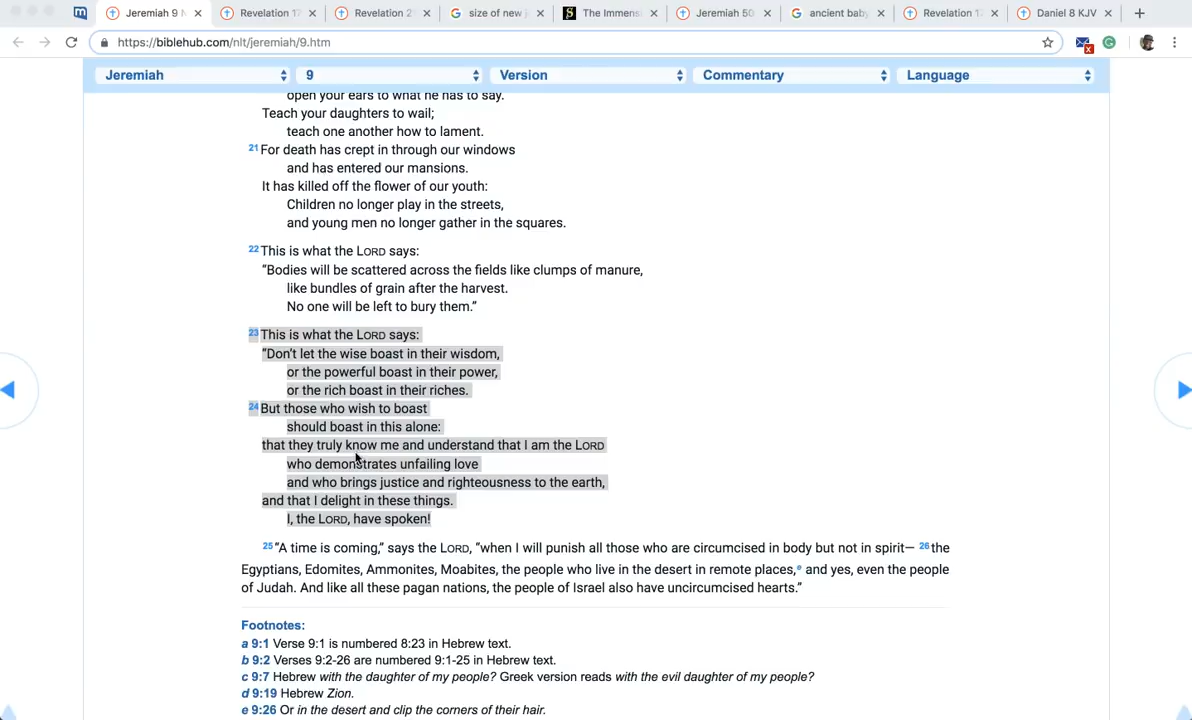 Jeremiah 9 N
Revelation 17
Revelation 2
size of new j
The Immens
Jeremiah 50
ancient baby
Revelation 1
Daniel 8 KJV
https://biblehub.com/nlt/jeremiah/9.htm
Jeremiah 9 Version Commentary Language
open your ears to what he has to say.
Teach your daughters to wail;
teach one another how to lament.
21 For death has crept in through our windows
and has entered our mansions.
It has killed off the flower of our youth:
Children no longer play in the streets,
and young men no longer gather in the squares.
22 This is what the LORD says:
“Bodies will be scattered across the fields like clumps of manure,
like bundles of grain after the harvest.
No one will be left to bury them.”
23 This is what the LORD says:
“Don’t let the wise boast in their wisdom,
or the powerful boast in their power,
or the rich boast in their riches.
24 But those who wish to boast
should boast in this alone:
that they truly know me and understand that I am the LORD
who demonstrates unfailing love
and who brings justice and righteousness to the earth,
and that I delight in these things.
I, the LORD, have spoken!
25 “A time is coming,” says the LORD, “when I will punish all those who are circumcised in body but not in spirit— 26 the
Egyptians, Edomites, Ammonites, Moabites, the people who live in the desert in remote places,e and yes, even the people
of Judah. And like all these pagan nations, the people of Israel also have uncircumcised hearts.”
Footnotes:
a 9:1 Verse 9:1 is numbered 8:23 in Hebrew text.
b 9:2 Verses 9:2-26 are numbered 9:1-25 in Hebrew text.
c 9:7 Hebrew with the daughter of my people? Greek version reads with the evil daughter of my people?
d 9:19 Hebrew Zion.
e 9:26 Or in the desert and clip the corners of their hair.